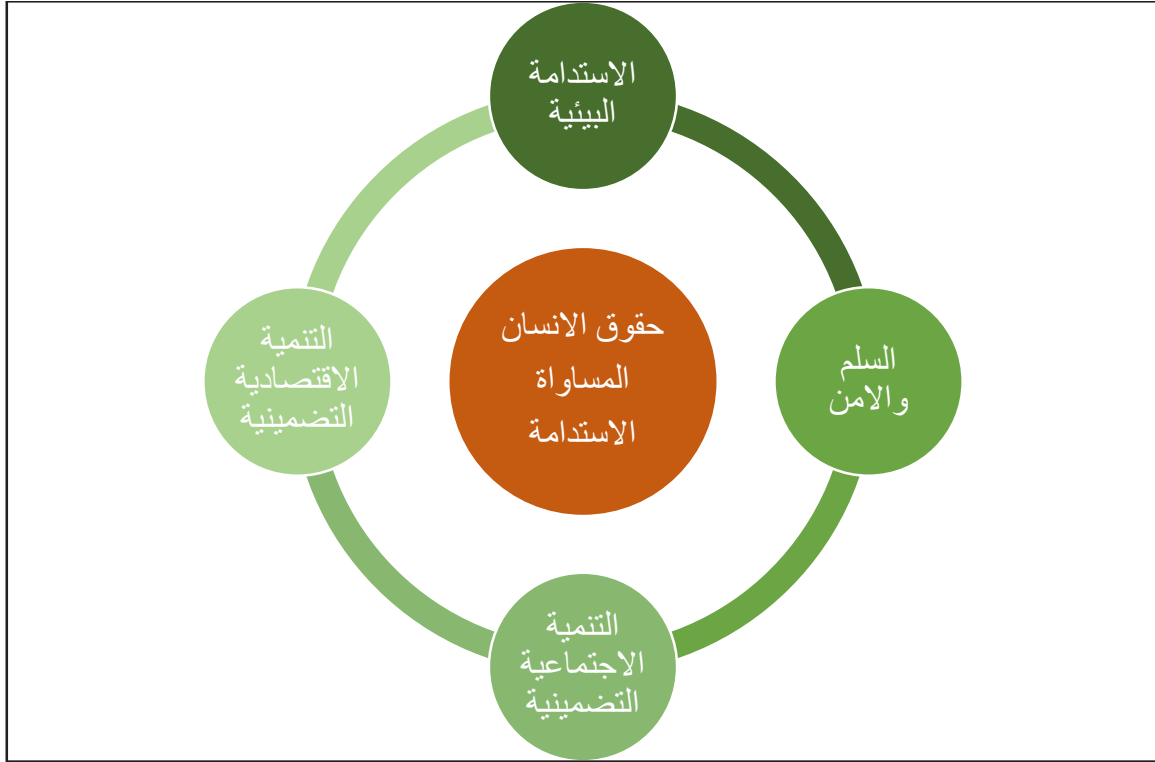 الاستدامة
البيئية
السلم
والامن
حقوق الانسان
المساواة
الاستدامة
التنمية
الاقتصادية
التضمينية
التنمية
الاجتماعية
التضمينية